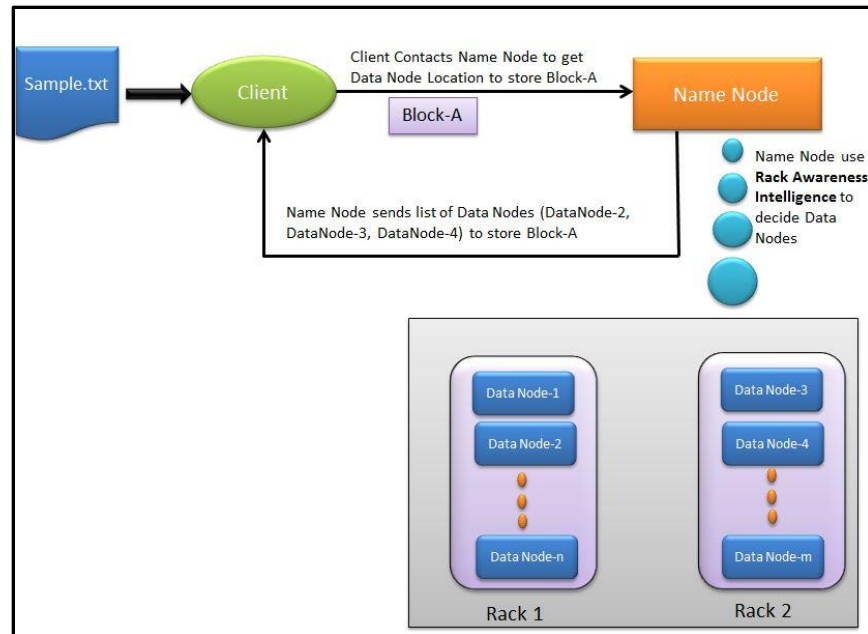 Sample.txt
Client
Client Contacts Name Node to get
Data Node Location to store Block-A
Block-A
Name Node
Name Node use
Rack Awareness
Intelligence to
decide Data
Nodes
Name Node sends list of Data Nodes (DataNode-2,
DataNode-3, DataNode-4) to store Block-A
Data Node-1
Data Node-2
Data Node-n
Rack 1
Data Node-3
Data Node-4
Data Node-m
Rack 2